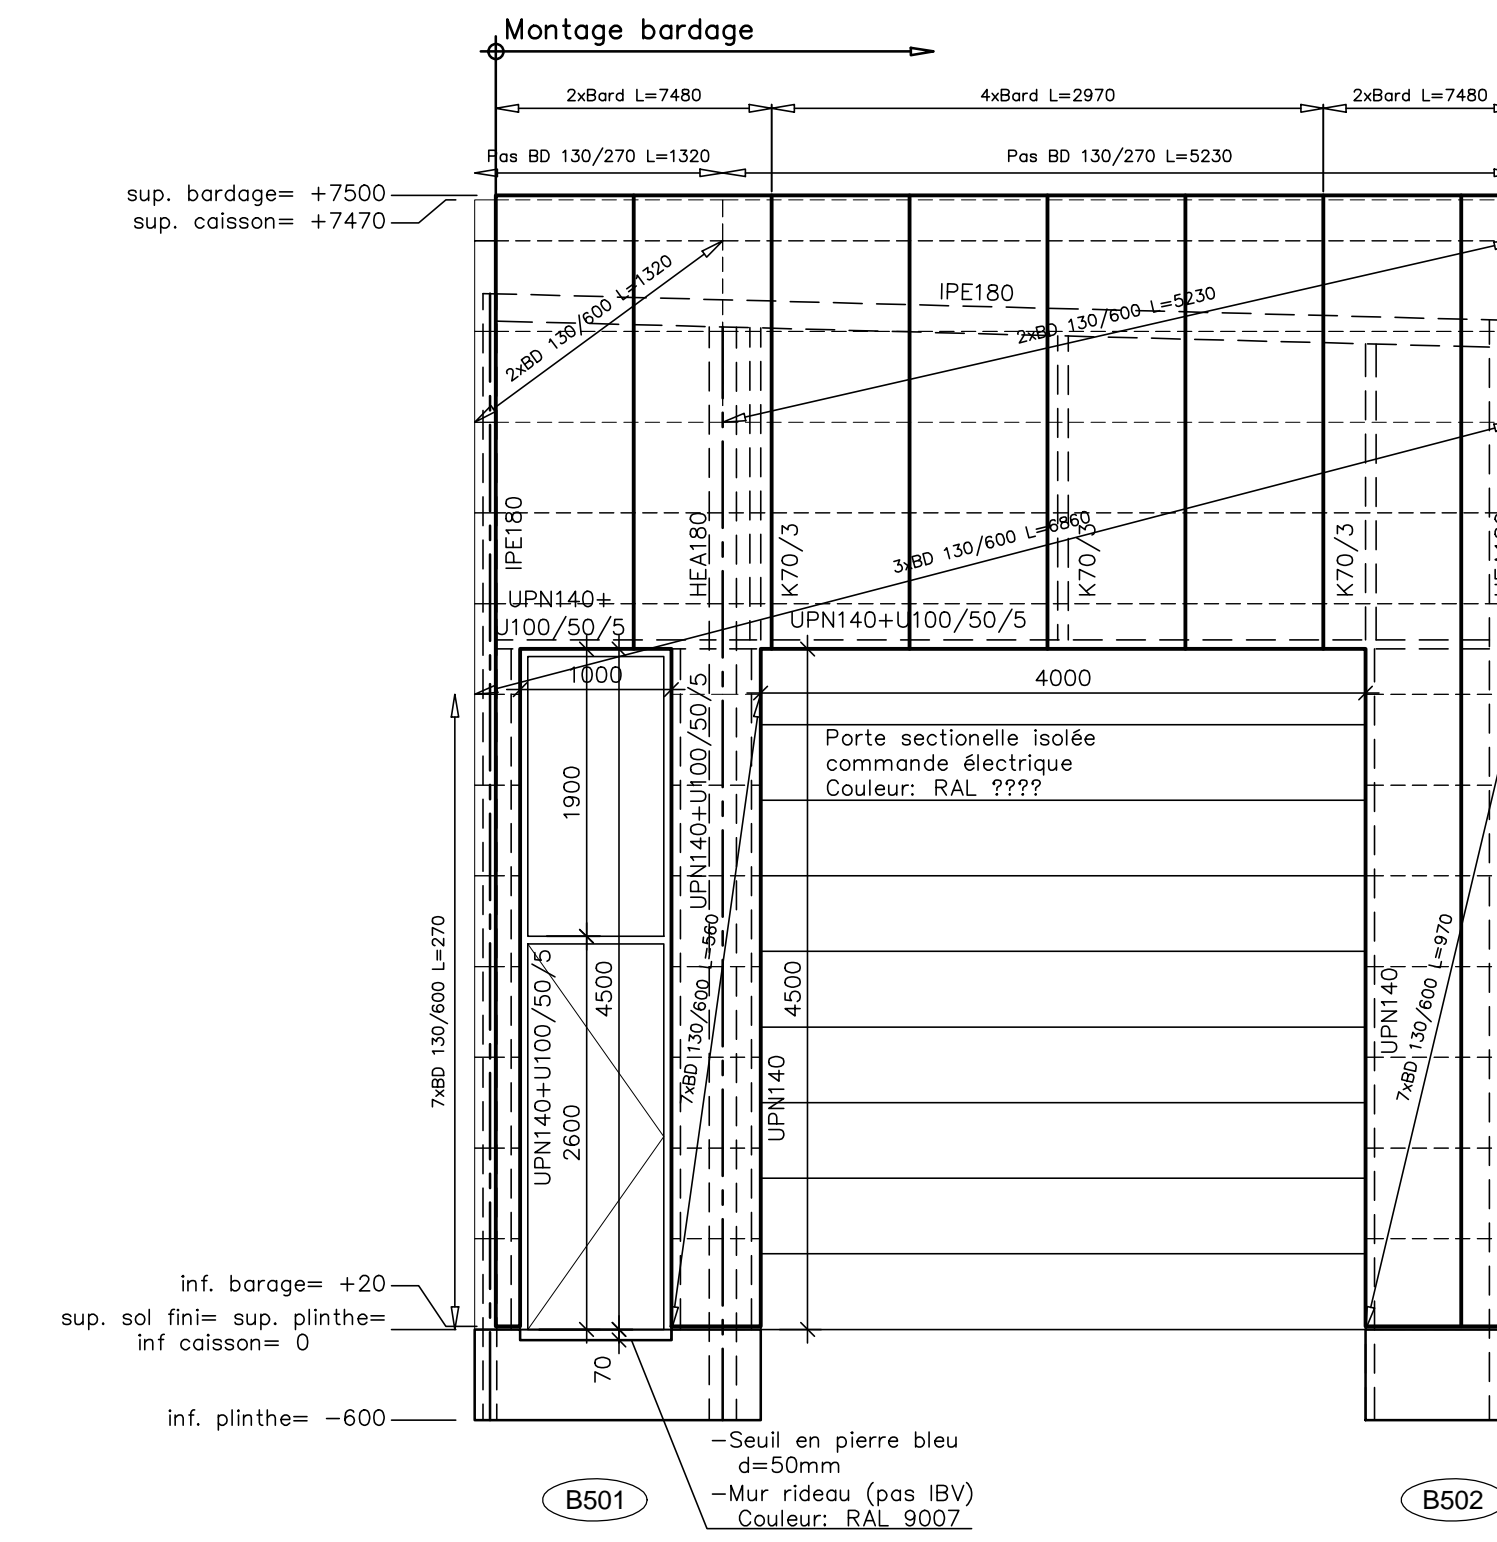 Montage bardage
2xBard L=7480
4xBard L=2970
2xBard L=7480
Pas BD 130/270 L=1320
Pas BD 130/270 L=5230
sup. bardage= +7500
sup. caisson= +7470
2xBD 130/600 L=1320
IPE180
2xBD 130/600 L=5230
3xBD 130/600 L=6860
IPE180
HEA180
K70/3
K70/3
K70/3
UPN140+
U100/50/5
UPN140+U100/50/5
1000
4000
Porte sectionelle isolée
commande électrique
Couleur: RAL ????
1900
UPN140+U100/50/5
7xBD 130/600 L=270
UPN140+U100/50/5
4500
2600
7xBD 130/600 L=560
4500
UPN140
UPN140
7xBD 130/600 L=970
inf. barage= +20
sup. sol fini= sup. plinthe=
inf caisson= 0
70
inf. plinthe= -600
-Seuil en pierre bleu
d=50mm
-Mur rideau (pas IBV)
Couleur: RAL 9007
B501
B502